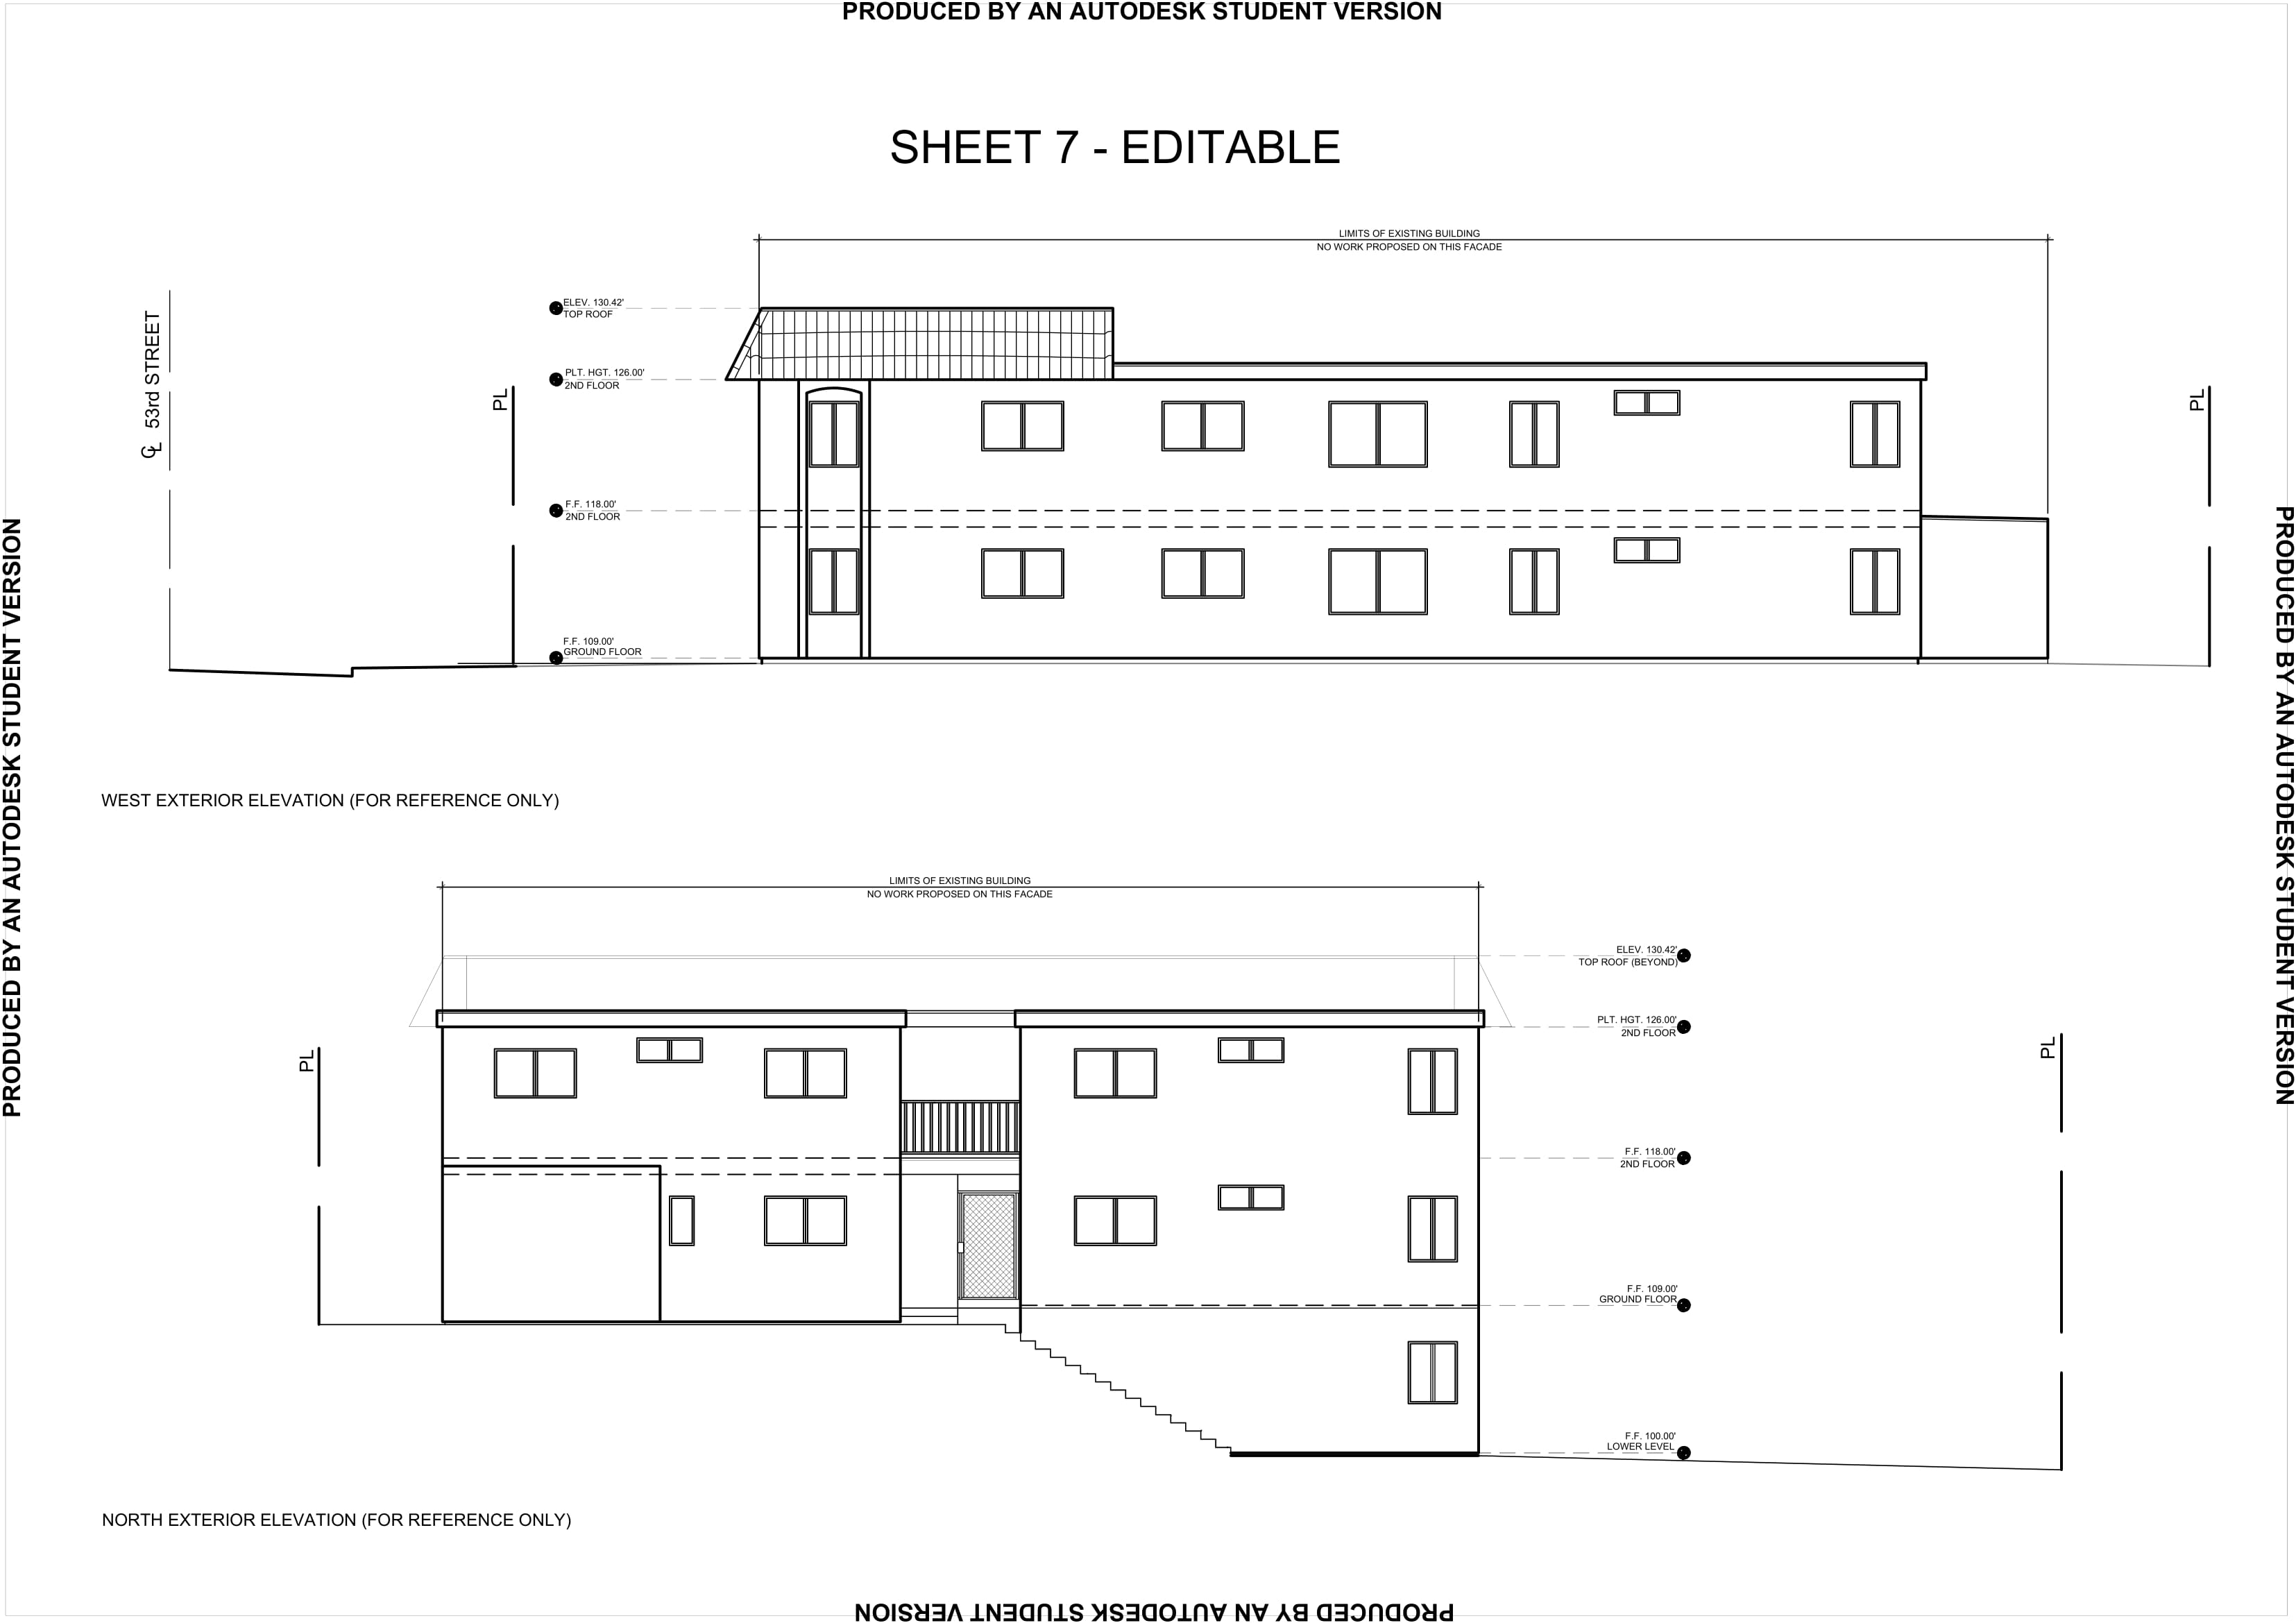 PRODUCED BY AN AUTODESK STUDENT VERSION
SHEET 7 - EDITABLE
LIMITS OF EXISTING BUILDING
NO WORK PROPOSED ON THIS FACADE
ELEV. 130.42'
TOP ROOF
PLT. HGT. 126.00'
2ND FLOOR
℄ 53rd STREET
PL
PL
F.F. 118.00'
2ND FLOOR
F.F. 109.00'
GROUND FLOOR
WEST EXTERIOR ELEVATION (FOR REFERENCE ONLY)
PRODUCED BY AN AUTODESK STUDENT VERSION
PRODUCED BY AN AUTODESK STUDENT VERSION
LIMITS OF EXISTING BUILDING
NO WORK PROPOSED ON THIS FACADE
ELEV. 130.42'
TOP ROOF (BEYOND)
PLT. HGT. 126.00'
2ND FLOOR
PL
PL
F.F. 118.00'
2ND FLOOR
F.F. 109.00'
GROUND FLOOR
F.F. 100.00'
LOWER LEVEL
NORTH EXTERIOR ELEVATION (FOR REFERENCE ONLY)
PRODUCED BY AN AUTODESK STUDENT VERSION